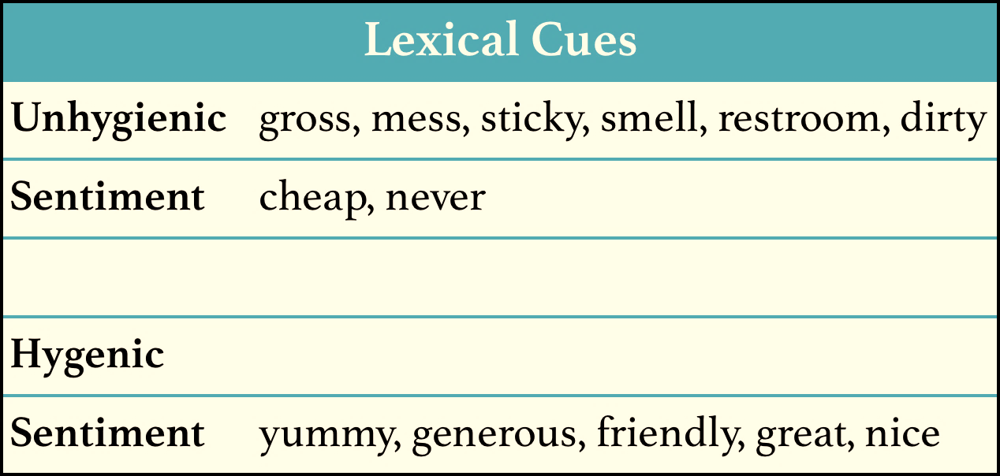 Lexical Cues
Unhygienic gross, mess, sticky, smell, restroom, dirty
Sentiment cheap, never
Hygenic
Sentiment yummy, generous, friendly, great, nice